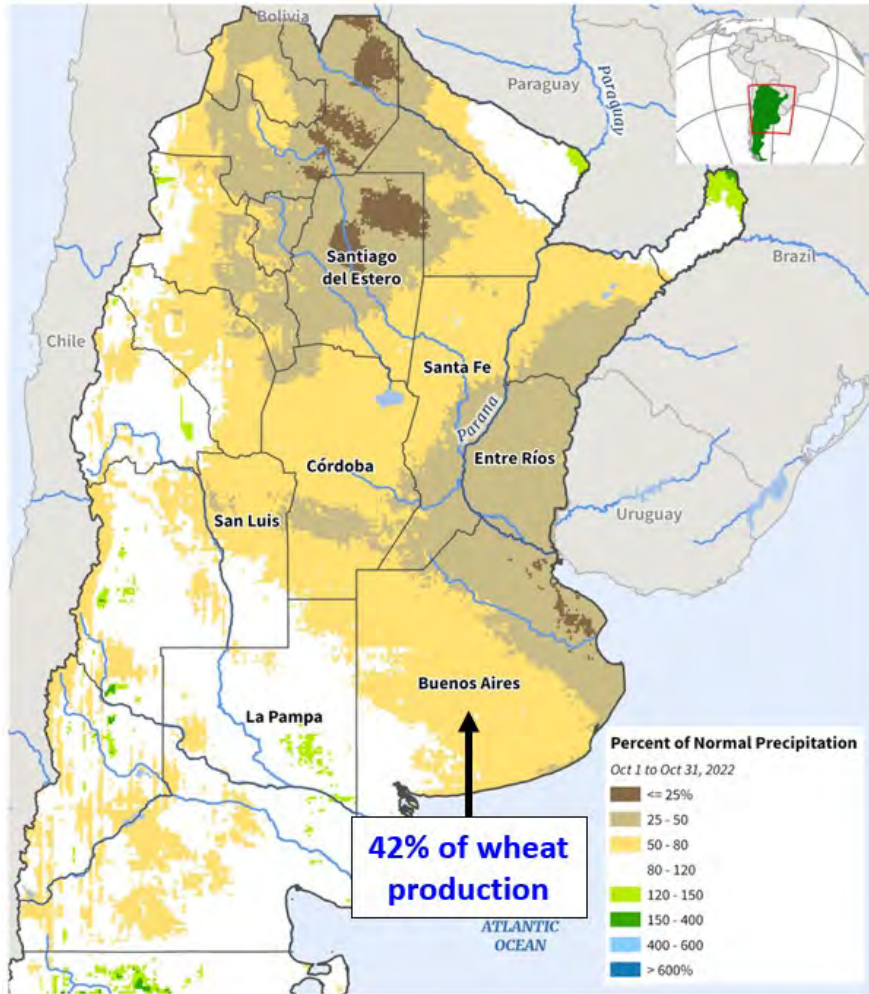 Bolivia
Paraguay
Paraguay
Brazil
Chile
Santiago
del Estero
Santa Fe
Parana
Córdoba
Entre Ríos
San Luis
Uruguay
Buenos Aires
La Pampa
Percent of Normal Precipitation
Oct 1 to Oct 31, 2022
<= 25%
25 - 50
50 - 80
80 - 120
120 - 150
150 - 400
400 - 600
> 600%
42% of wheat
production
ATLANTIC
OCEAN